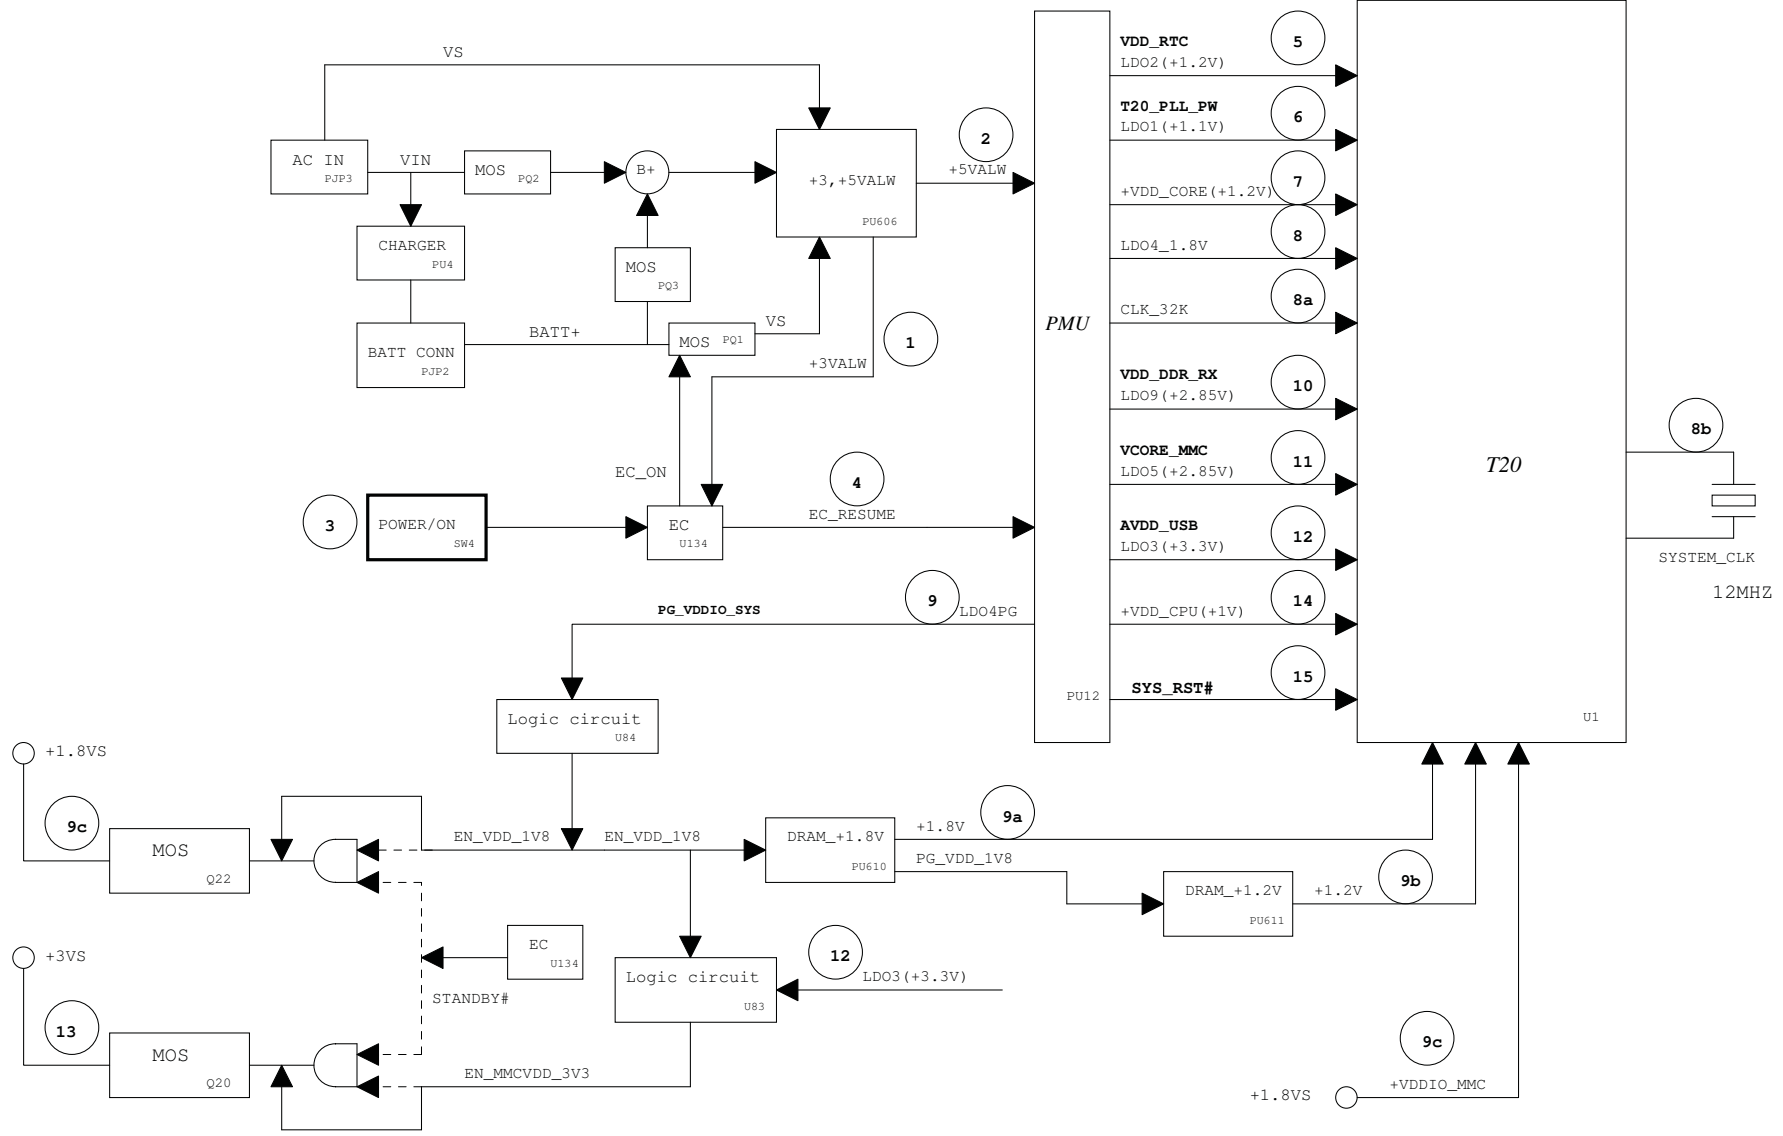 VS
AC IN
PJP3
VIN
MOS
PQ2
B+
+3,+5VALW
PU606
2
+5VALW
CHARGER
PU4
MOS
PQ3
BATT CONN
PJP2
BATT+
MOS
PQ1
VS
1
+3VALW
EC_ON
3
POWER/ON
SW4
EC
U134
4
EC_RESUME
PMU
PU12
VDD_RTC
LDO2(+1.2V)
5
T20_PLL_PW
LDO1(+1.1V)
6
+VDD_CORE(+1.2V)
7
LDO4_1.8V
8
CLK_32K
8a
VDD_DDR_RX
LDO9(+2.85V)
10
VCORE_MMC
LDO5(+2.85V)
11
AVDD_USB
LDO3(+3.3V)
12
+VDD_CPU(+1V)
14
SYS_RST#
15
T20
U1
8b
SYSTEM_CLK
12MHZ
PG_VDDIO_SYS
9
LDO4PG
Logic circuit
U84
+1.8VS
9c
MOS
Q22
EN_VDD_1V8
EN_VDD_1V8
DRAM_+1.8V
PU610
+1.8V
9a
PG_VDD_1V8
DRAM_+1.2V
PU611
+1.2V
9b
EC
U134
STANDBY#
+3VS
13
MOS
Q20
Logic circuit
U83
12
LDO3(+3.3V)
EN_MMCVDD_3V3
9c
+VDDIO_MMC
+1.8VS